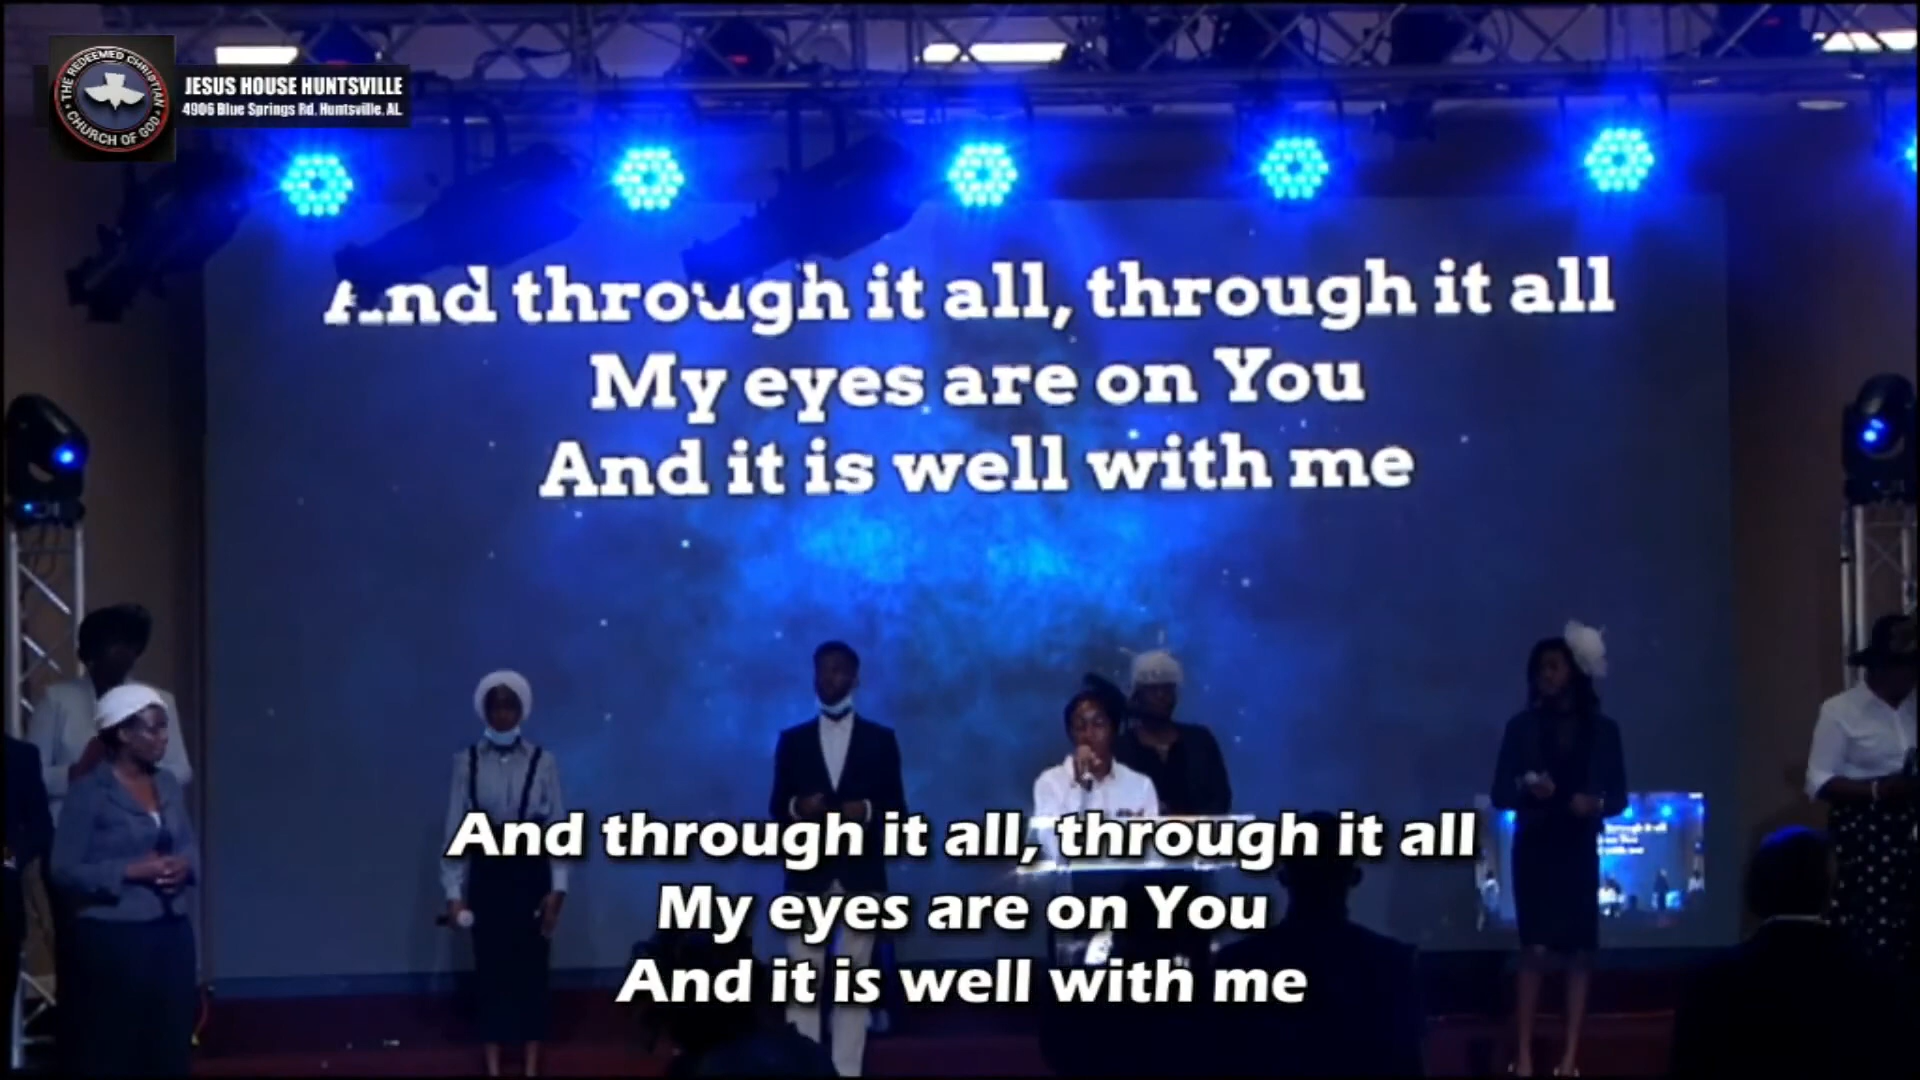 THE REDEEMED CHRISTIAN
CHURCH OF GOD
JESUS HOUSE HUNTSVILLE
4906 Blue Springs Rd. Huntsville, AL
And through it all, through it all
My eyes are on You
And it is well with me
And through it all, through it all
My eyes are on You
And it is well with me